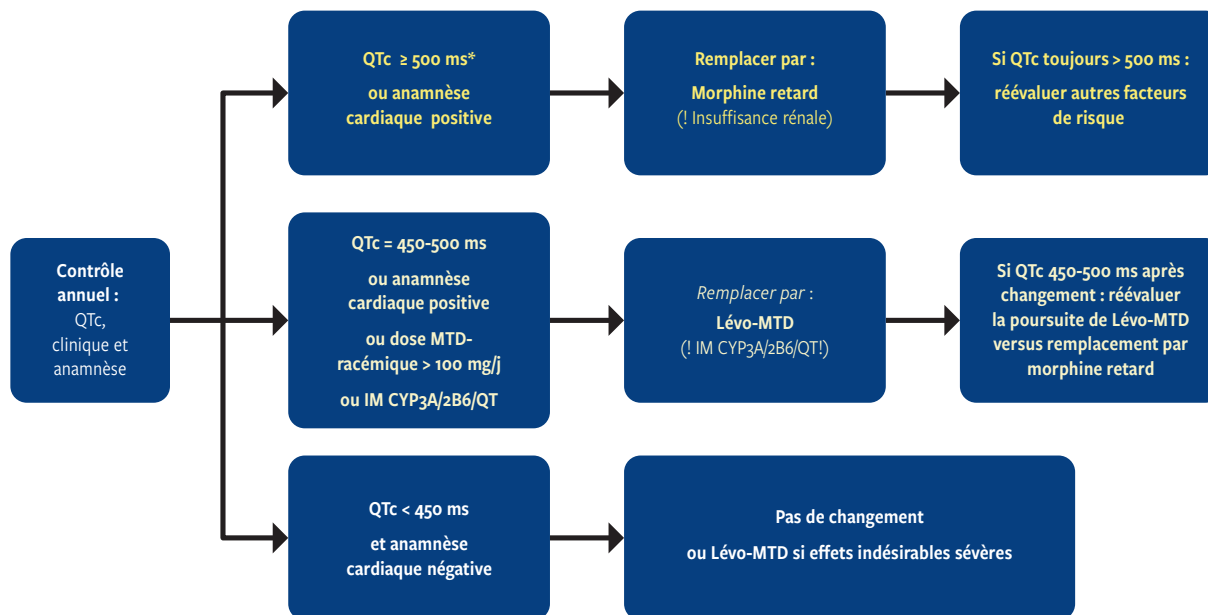 QTc ≥ 500 ms*
ou anamnèse
cardiaque positive
Remplacer par :
Morphine retard
(! Insuffisance rénale)
Si QTc toujours > 500 ms :
réévaluer autres facteurs
de risque
Contrôle
annuel :
QTc,
clinique et
anamnèse
QTc = 450-500 ms
ou anamnèse
cardiaque positive
ou dose MTD-
racémique > 100 mg/j
ou IM CYP3A/2B6/QT
Remplacer par :
Lévo-MTD
(! IM CYP3A/2B6/QT!)
Si QTc 450-500 ms après
changement : réévaluer
la poursuite de Lévo-MTD
versus remplacement par
morphine retard
QTc < 450 ms
et anamnèse
cardiaque négative
Pas de changement
ou Lévo-MTD si effets indésirables sévères